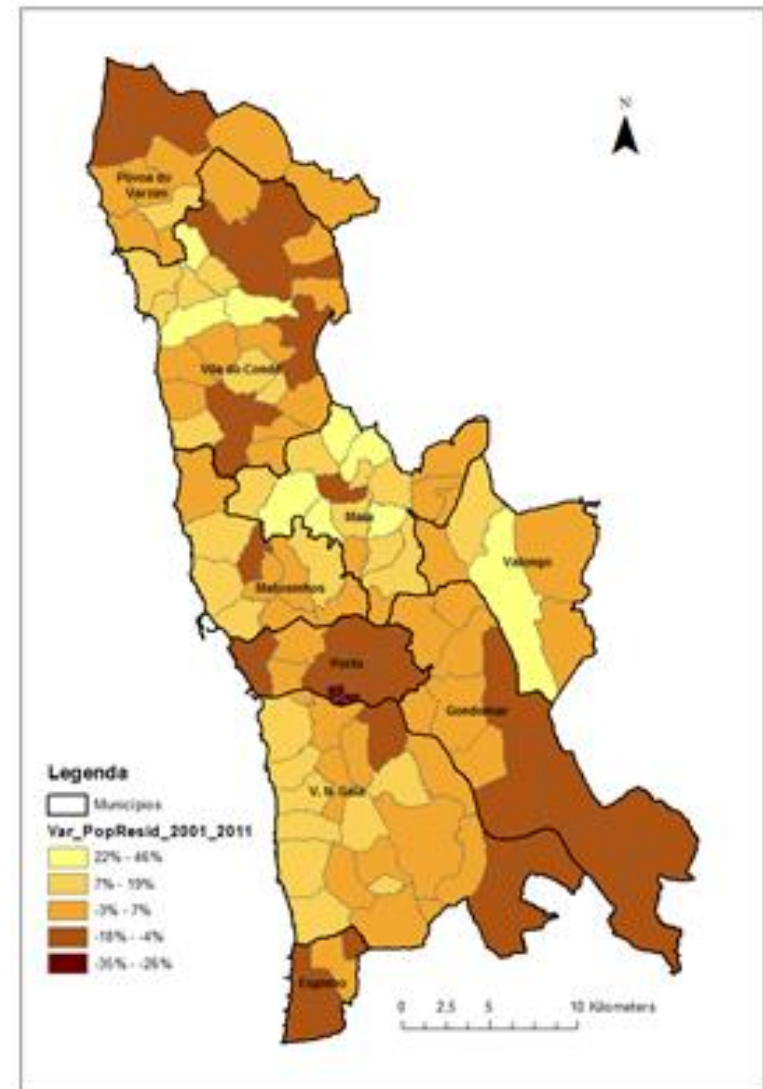 N
Póvoa do
Varzim
Vila do Conde
Maia
Valongo
Matosinhos
Porto
Gondomar
V. N. Gaia
Espinho
Legenda
Municípos
Var_PopResid_2001_2011
22% - 46%
7% - 19%
-3% - 7%
-18% - -4%
-35% - -26%
0 2,5 5 10 Kilometers